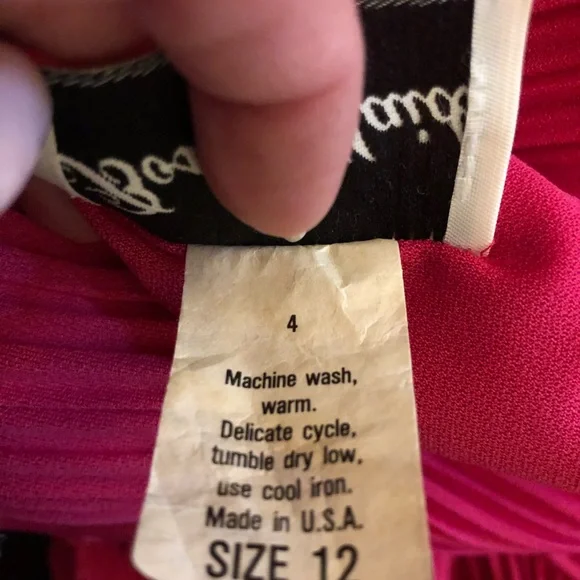 4
Machine wash,
warm.
Delicate cycle,
tumble dry low,
use cool iron.
Made in U.S.A.
SIZE 12